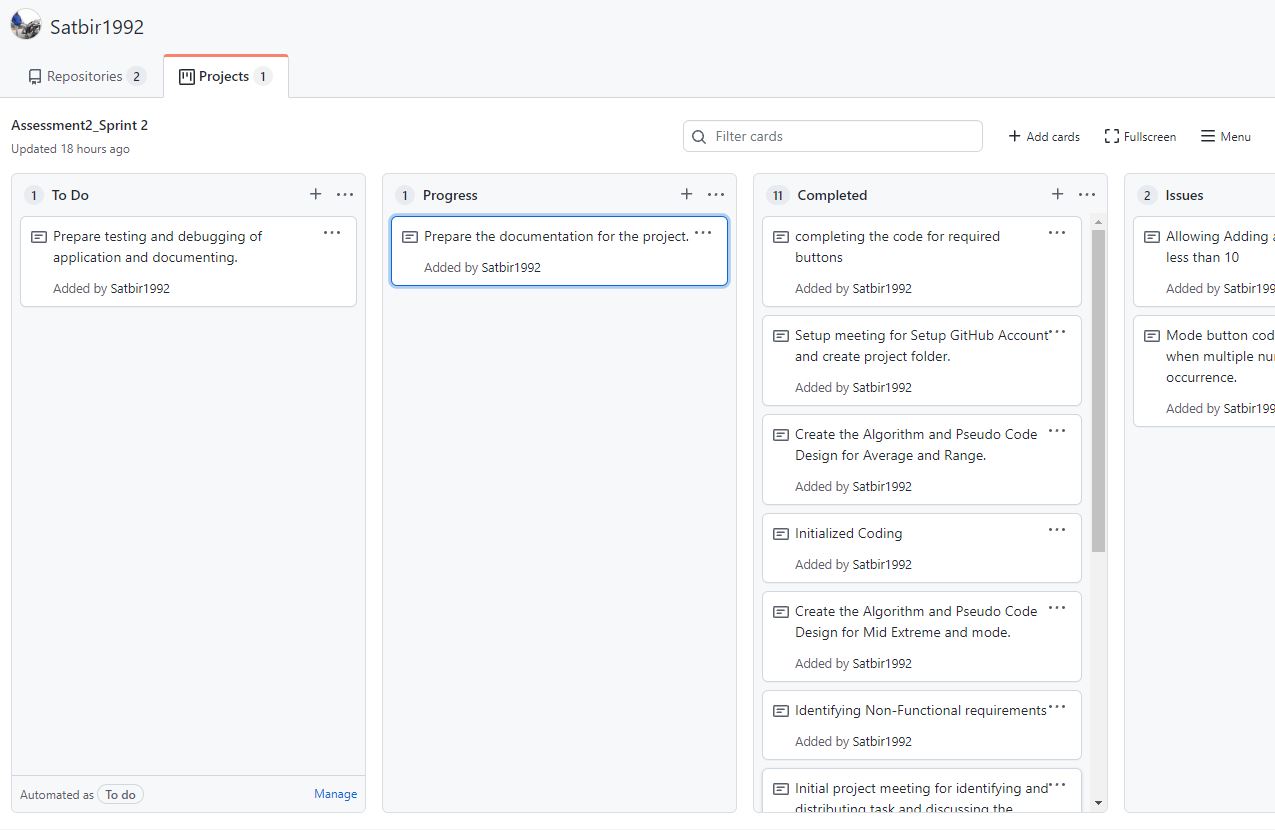 Satbir1992
Repositories 2
Projects 1
Assessment2_Sprint 2
Updated 18 hours ago
Filter cards
Add cards
Fullscreen
Menu
1 To Do
Prepare testing and debugging of
application and documenting.
Added by Satbir1992
Automated as To do
Manage
1 Progress
Prepare the documentation for the project.
Added by Satbir1992
11 Completed
completing the code for required
buttons
Added by Satbir1992
Setup meeting for Setup GitHub Account
and create project folder.
Added by Satbir1992
Create the Algorithm and Pseudo Code
Design for Average and Range.
Added by Satbir1992
Initialized Coding
Added by Satbir1992
Create the Algorithm and Pseudo Code
Design for Mid Extreme and mode.
Added by Satbir1992
Identifying Non-Functional requirements
Added by Satbir1992
Initial project meeting for identifying and
distributing task and discussing the
2 Issues
Allowing Adding
less than 10
Added by Satbir199
Mode button cod
when multiple nu
occurrence.
Added by Satbir199